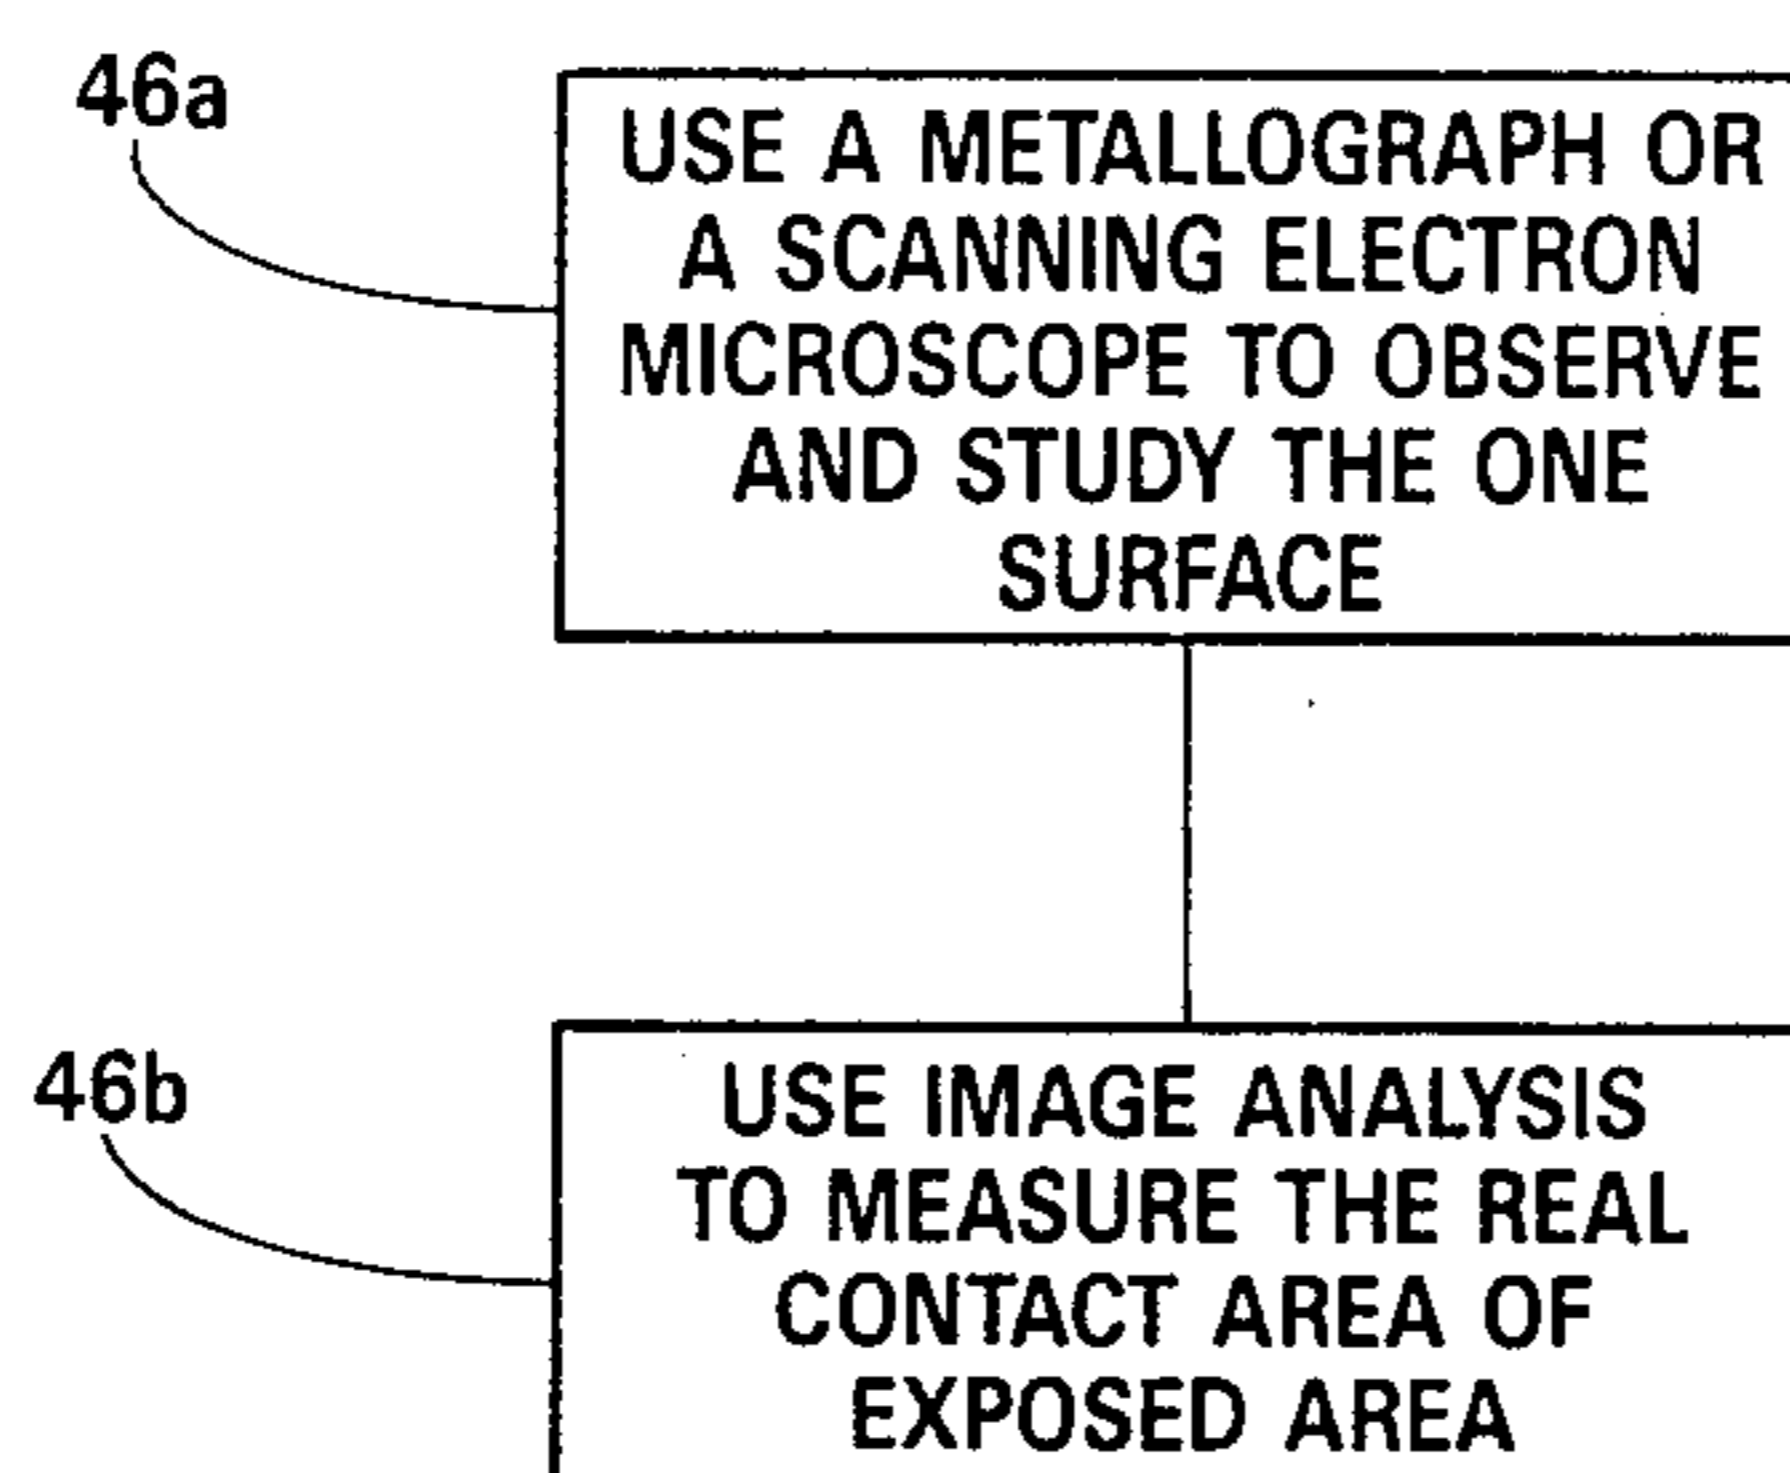 46a
USE A METALLOGRAPH OR
A SCANNING ELECTRON
MICROSCOPE TO OBSERVE
AND STUDY THE ONE
SURFACE
46b
USE IMAGE ANALYSIS
TO MEASURE THE REAL
CONTACT AREA OF
EXPOSED AREA